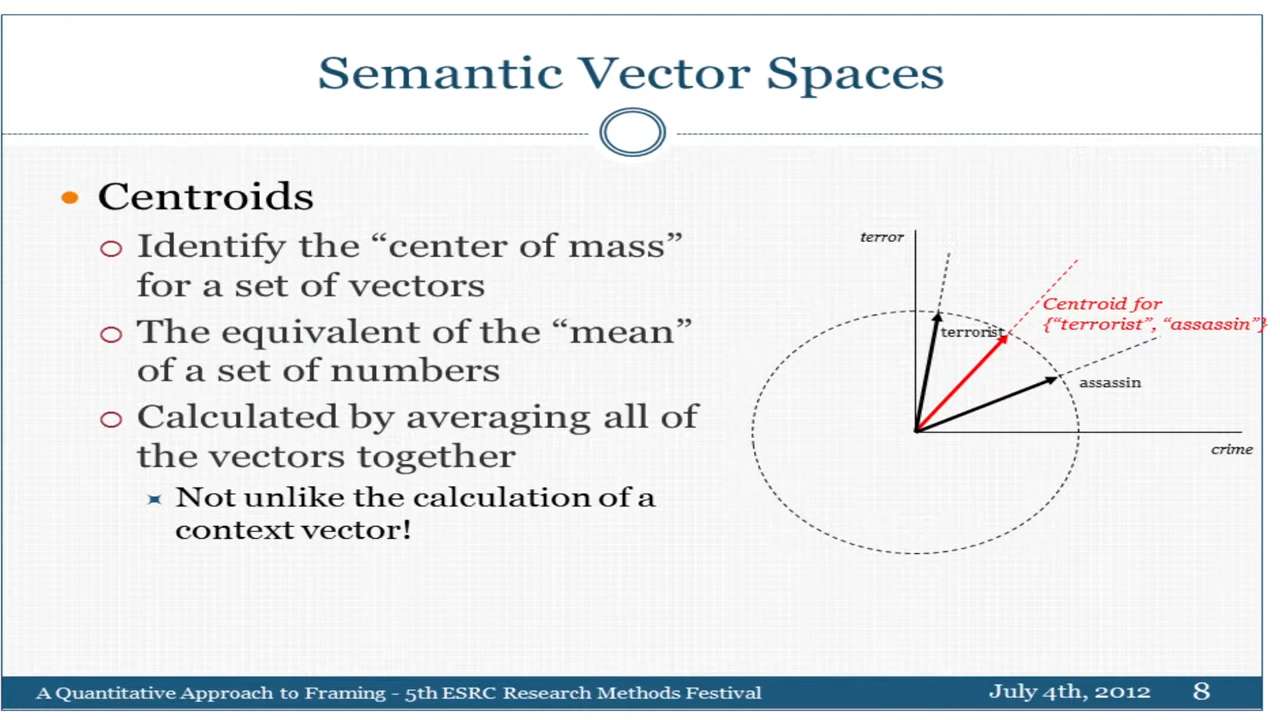 Semantic Vector Spaces
Centroids
Identify the “center of mass”
for a set of vectors
The equivalent of the “mean”
of a set of numbers
Calculated by averaging all of
the vectors together
Not unlike the calculation of a
context vector!
terror
Centroid for
{“terrorist”, “assassin”}
terrorist
assassin
crime
A Quantitative Approach to Framing - 5th ESRC Research Methods Festival
July 4th, 2012
8